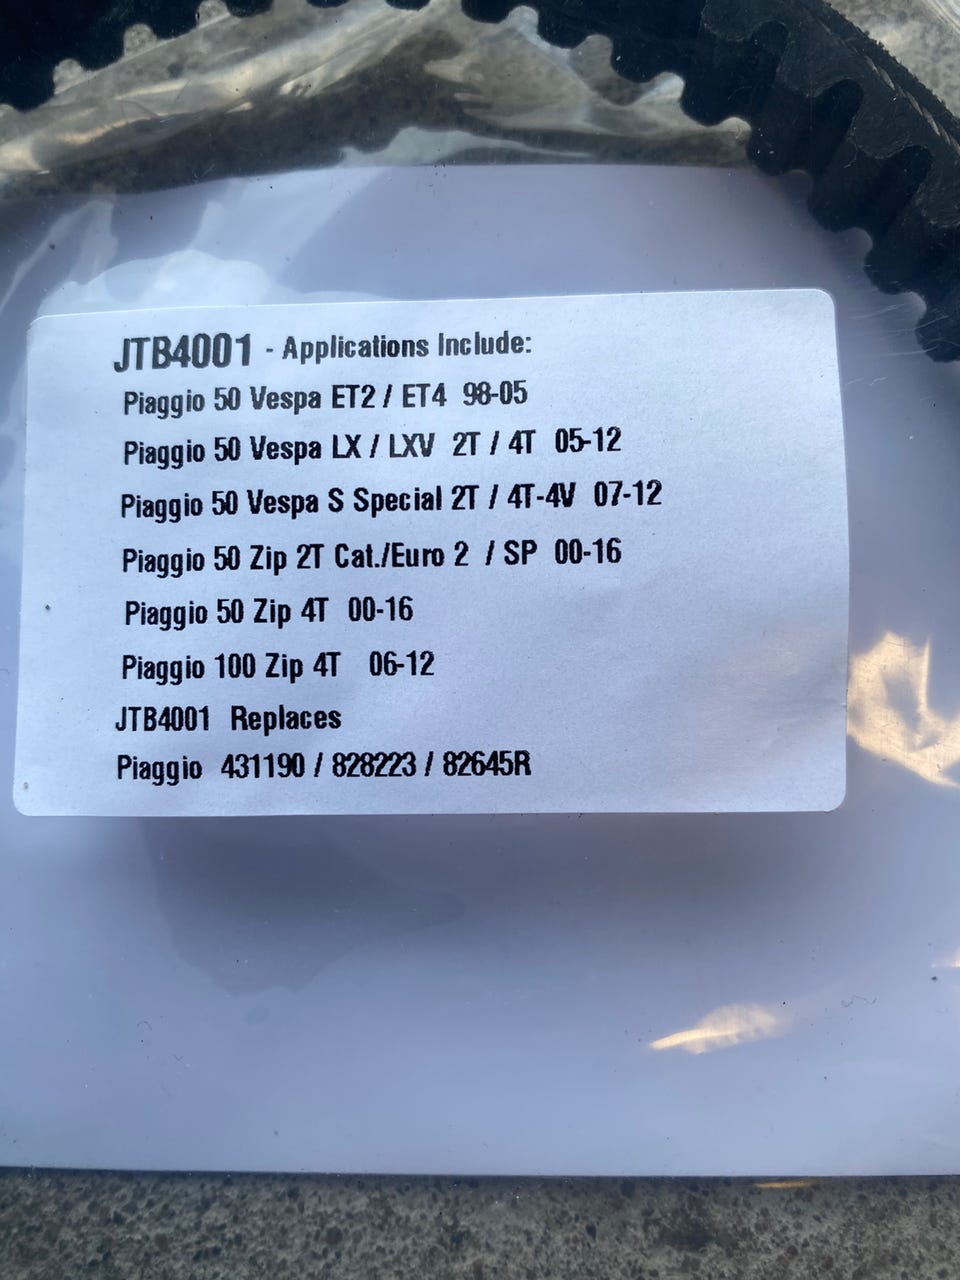 JTB4001 - Applications Include:
Piaggio 50 Vespa ET2 / ET4 98-05
Piaggio 50 Vespa LX / LXV 2T / 4T 05-12
Piaggio 50 Vespa S Special 2T / 4T-4V 07-12
Piaggio 50 Zip 2T Cat./Euro 2 / SP 00-16
Piaggio 50 Zip 4T 00-16
Piaggio 100 Zip 4T 06-12
JTB4001 Replaces
Piaggio 431190 / 828223 / 82645R